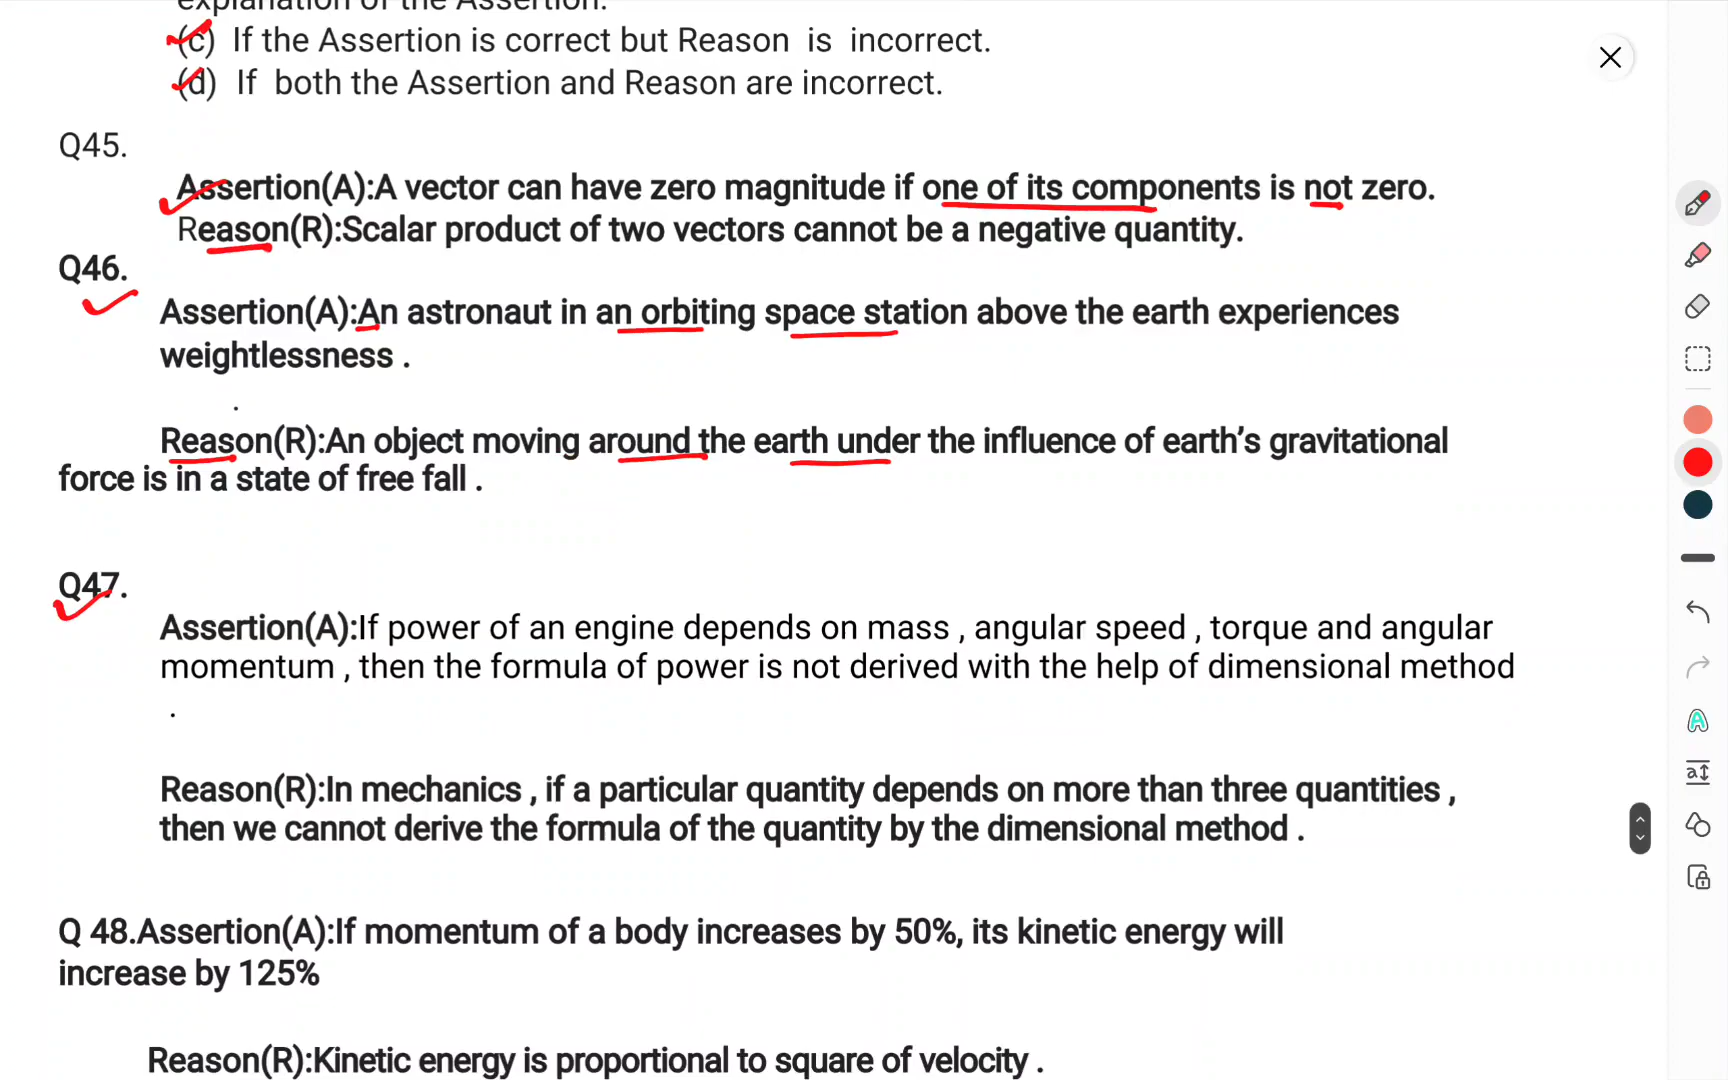 explanation of the Assertion.
(c) If the Assertion is correct but Reason is incorrect.
(d) If both the Assertion and Reason are incorrect.
Q45.
Assertion(A):A vector can have zero magnitude if one of its components is not zero.
Reason(R):Scalar product of two vectors cannot be a negative quantity.
Q46.
Assertion(A):An astronaut in an orbiting space station above the earth experiences
weightlessness .
.
Reason(R):An object moving around the earth under the influence of earth’s gravitational
force is in a state of free fall .
Q47.
Assertion(A):If power of an engine depends on mass , angular speed , torque and angular
momentum , then the formula of power is not derived with the help of dimensional method
.
Reason(R):In mechanics , if a particular quantity depends on more than three quantities ,
then we cannot derive the formula of the quantity by the dimensional method .
Q 48.Assertion(A):If momentum of a body increases by 50%, its kinetic energy will
increase by 125%
Reason(R):Kinetic energy is proportional to square of velocity .